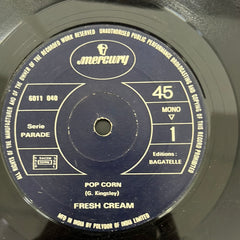 ALL RIGHTS OF THE MANUFACTURER AND OF THE OWNER OF THE RECORDED WORK RESERVED UNAUTHORISED PUBLIC PERFORMANCE BROADCASTING AND COPYING OF THIS RECORD PROHIBITED
mercury
6011 040
45
MONO
Serie
PARADE
1
Editions:
BAGATELLE
POP CORN
(G. Kingsley)
FRESH CREAM
MFD IN INDIA BY POLYDOR OF INDIA LIMITED